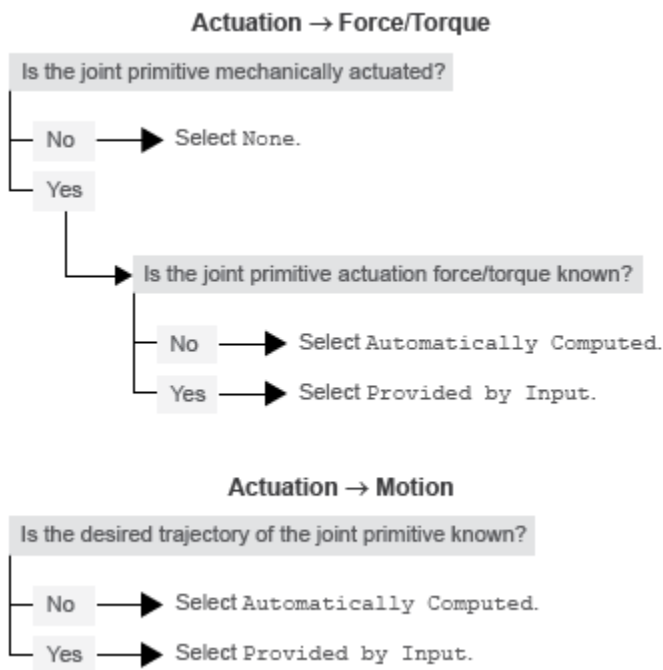 Actuation → Force/Torque
Is the joint primitive mechanically actuated?
No Select None.
Yes
Is the joint primitive actuation force/torque known?
No Select Automatically Computed.
Yes Select Provided by Input.
Actuation → Motion
Is the desired trajectory of the joint primitive known?
No Select Automatically Computed.
Yes Select Provided by Input.